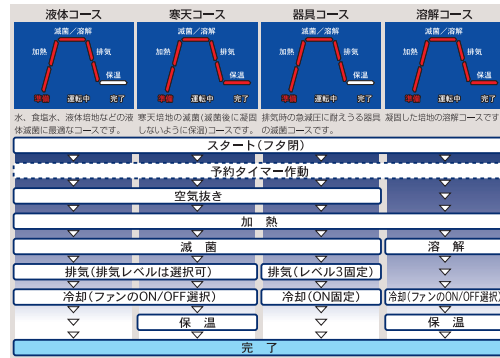 液体コース
寒天コース
器具コース
溶解コース
滅菌／溶解
加熱
排気
保温
準備
運転中
完了
滅菌／溶解
加熱
排気
保温
準備
運転中
完了
滅菌／溶解
加熱
排気
保温
準備
運転中
完了
滅菌／溶解
加熱
排気
保温
準備
運転中
完了
水、食塩水、液体培地などの液
体滅菌に最適なコースです。
寒天培地の滅菌(滅菌後に凝固
しないように保温)コースです。
排気時の急減圧に耐えうる器具
の滅菌コースです。
凝固した培地の溶解コースです
スタート(フタ閉)
予約タイマー作動
空気抜き
加 熱
滅 菌
溶 解
排気(排気レベルは選択可)
排気(レベル3固定)
冷却(ファンのON/OFF選択)
冷却(ON固定)
冷却(ファンのON/OFF選択)
保 温
保 温
完 了